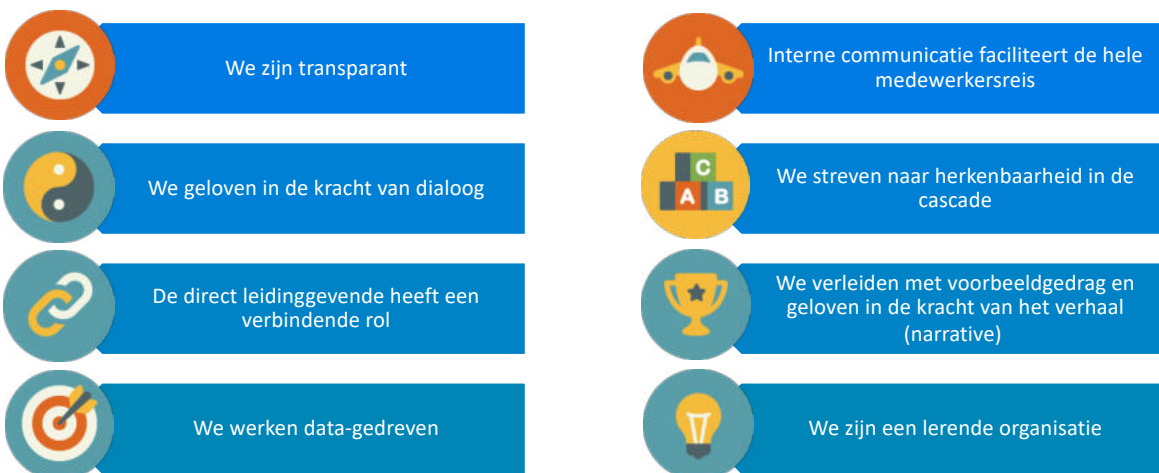 We zijn transparant
We geloven in de kracht van dialoog
De direct leidinggevende heeft een
verbindende rol
We werken data-gedreven
Interne communicatie faciliteert de hele
medewerkersreis
C
A B
We streven naar herkenbaarheid in de
cascade
We verleiden met voorbeeldgedrag en
geloven in de kracht van het verhaal
(narrative)
We zijn een lerende organisatie